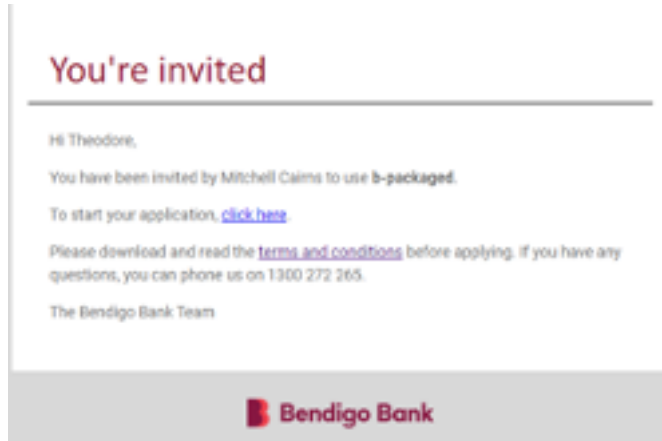 You're invited
Hi Theodore,
You have been invited by Mitchell Cairns to use b-packaged.
To start your application, click here.
Please download and read the terms and conditions before applying. If you have any
questions, you can phone us on 1300 272 265.
The Bendigo Bank Team
Bendigo Bank